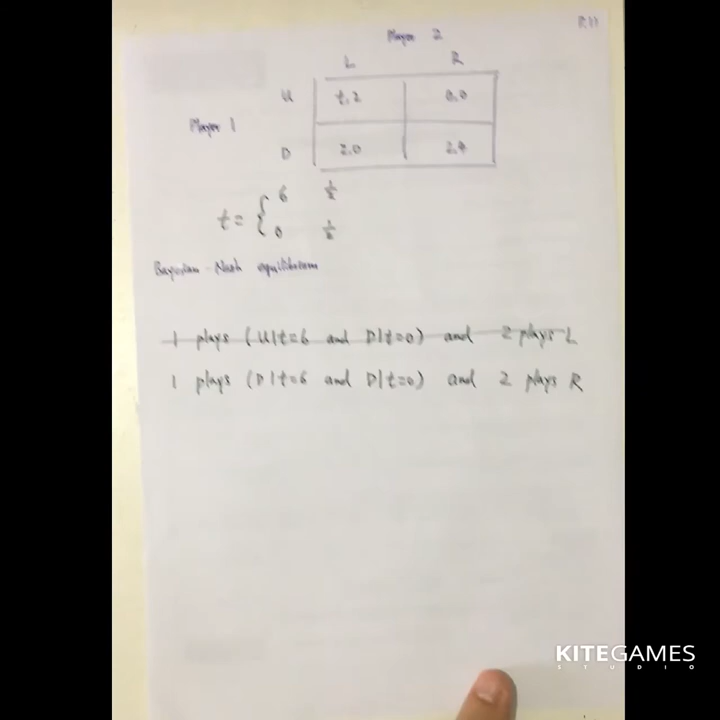 P.11
Player 2
L R
U t,2 0,0
Player 1
D 2,0 2,4
t = { 6 1/2
0 1/2
Bayesian - Nash equilibrium
1 plays (U|t=6 and D|t=0) and 2 plays L
1 plays (D|t=6 and D|t=0) and 2 plays R
KITEGAMES
STUDIO